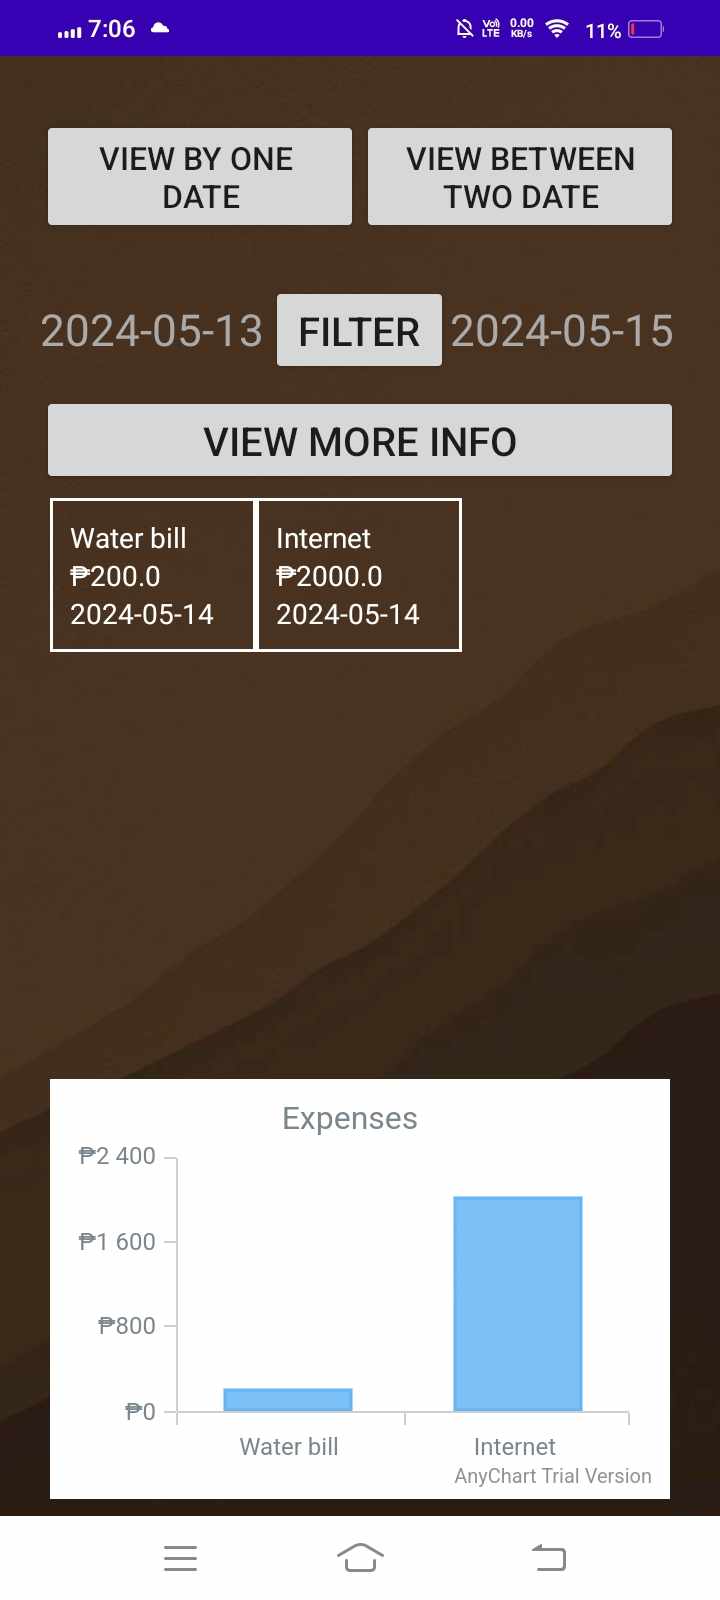 7:06 Vo) LTE 0.00 KB/s 11%
VIEW BY ONE
DATE
VIEW BETWEEN
TWO DATE
2024-05-13 FILTER 2024-05-15
VIEW MORE INFO
Water bill
₱200.0
2024-05-14
Internet
₱2000.0
2024-05-14
Expenses
₱2 400
₱1 600
₱800
₱0
Water bill Internet
AnyChart Trial Version